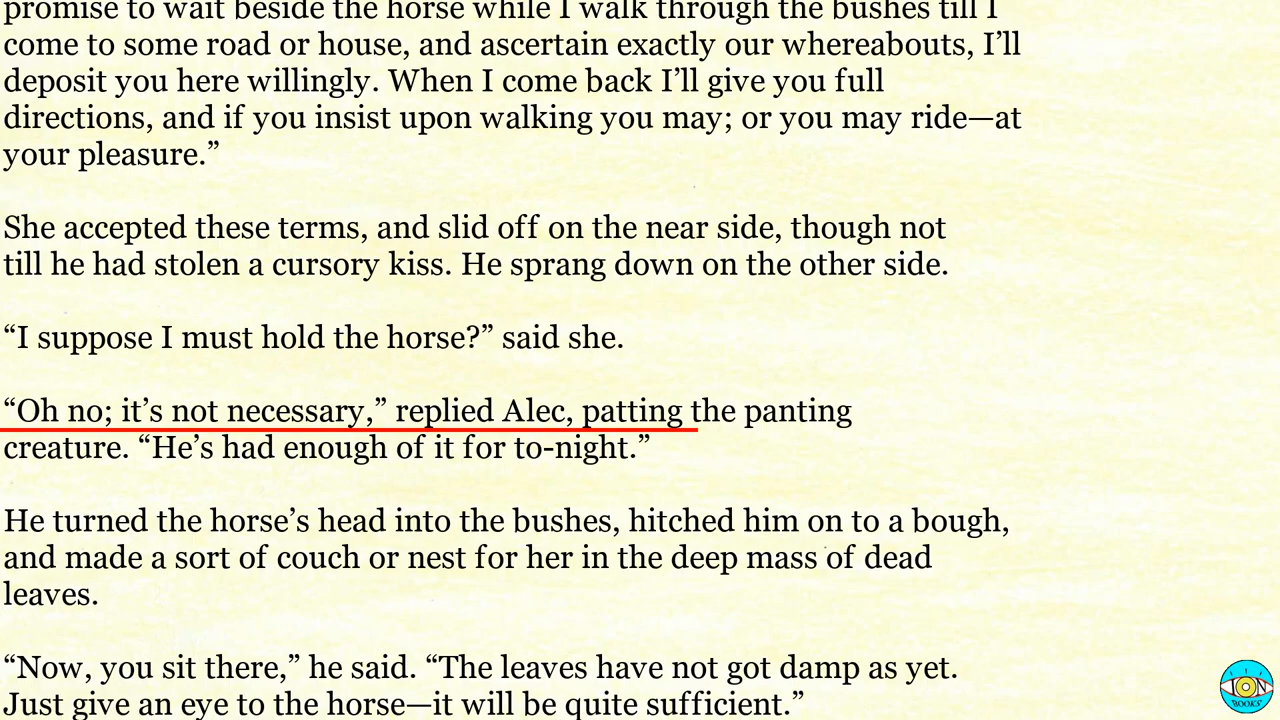 promise to wait beside the horse while I walk through the bushes till I
come to some road or house, and ascertain exactly our whereabouts, I’ll
deposit you here willingly. When I come back I’ll give you full
directions, and if you insist upon walking you may; or you may ride—at
your pleasure.”
She accepted these terms, and slid off on the near side, though not
till he had stolen a cursory kiss. He sprang down on the other side.
“I suppose I must hold the horse?” said she.
“Oh no; it’s not necessary,” replied Alec, patting the panting
creature. “He’s had enough of it for to-night.”
He turned the horse’s head into the bushes, hitched him on to a bough,
and made a sort of couch or nest for her in the deep mass of dead
leaves.
“Now, you sit there,” he said. “The leaves have not got damp as yet.
Just give an eye to the horse—it will be quite sufficient.”
ION
BOOKS